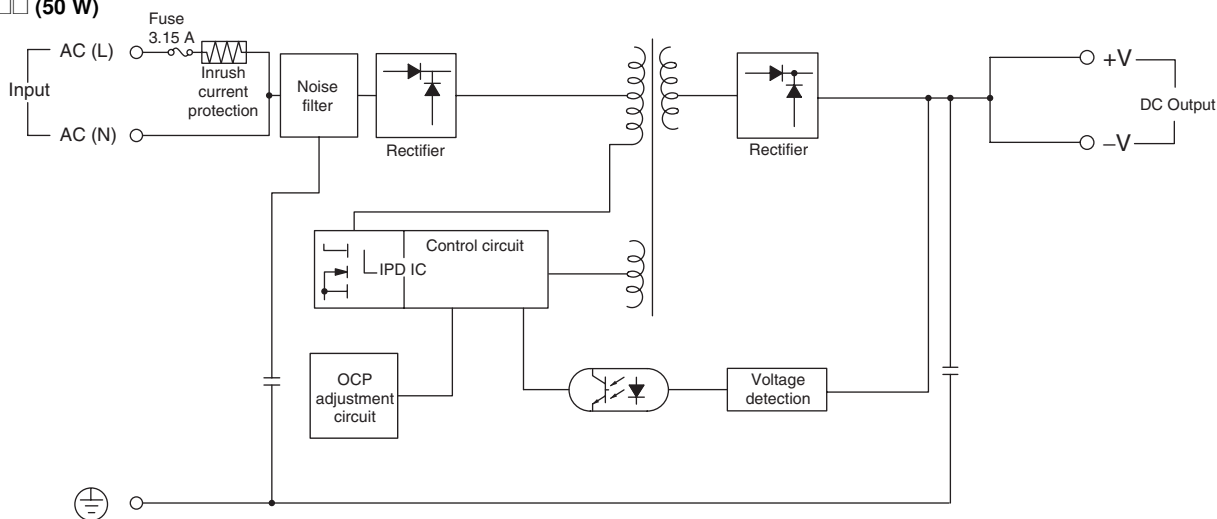 (50 W)
Fuse
3.15 A
AC (L)
Input
AC (N)
Inrush
current
protection
Noise
filter
Rectifier
Rectifier
+V
DC Output
–V
Control circuit
IPD IC
OCP
adjustment
circuit
Voltage
detection